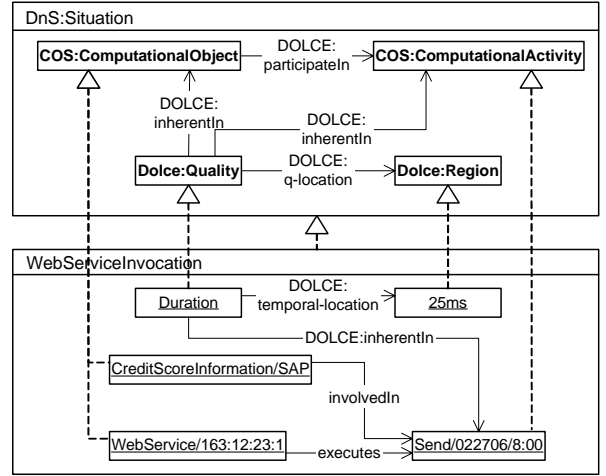 DnS:Situation
COS:ComputationalObject
DOLCE:
participateIn
COS:ComputationalActivity
DOLCE:
inherentIn
DOLCE:
inherentIn
Dolce:Quality
DOLCE:
q-location
Dolce:Region
WebServiceInvocation
Duration
DOLCE:
temporal-location
25ms
DOLCE:inherentIn
CreditScoreInformation/SAP
involvedIn
WebService/163:12:23:1
executes
Send/022706/8:00